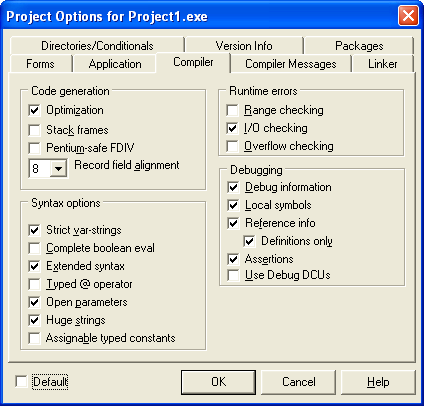 Project Options for Project1.exe
Directories/Conditionals
Version Info
Packages
Forms
Application
Compiler
Compiler Messages
Linker
Code generation
Optimization
Stack frames
Pentium-safe FDIV
8
Record field alignment
Syntax options
Strict var-strings
Complete boolean eval
Extended syntax
Typed @ operator
Open parameters
Huge strings
Assignable typed constants
Runtime errors
Range checking
I/O checking
Overflow checking
Debugging
Debug information
Local symbols
Reference info
Definitions only
Assertions
Use Debug DCUs
Default
OK
Cancel
Help